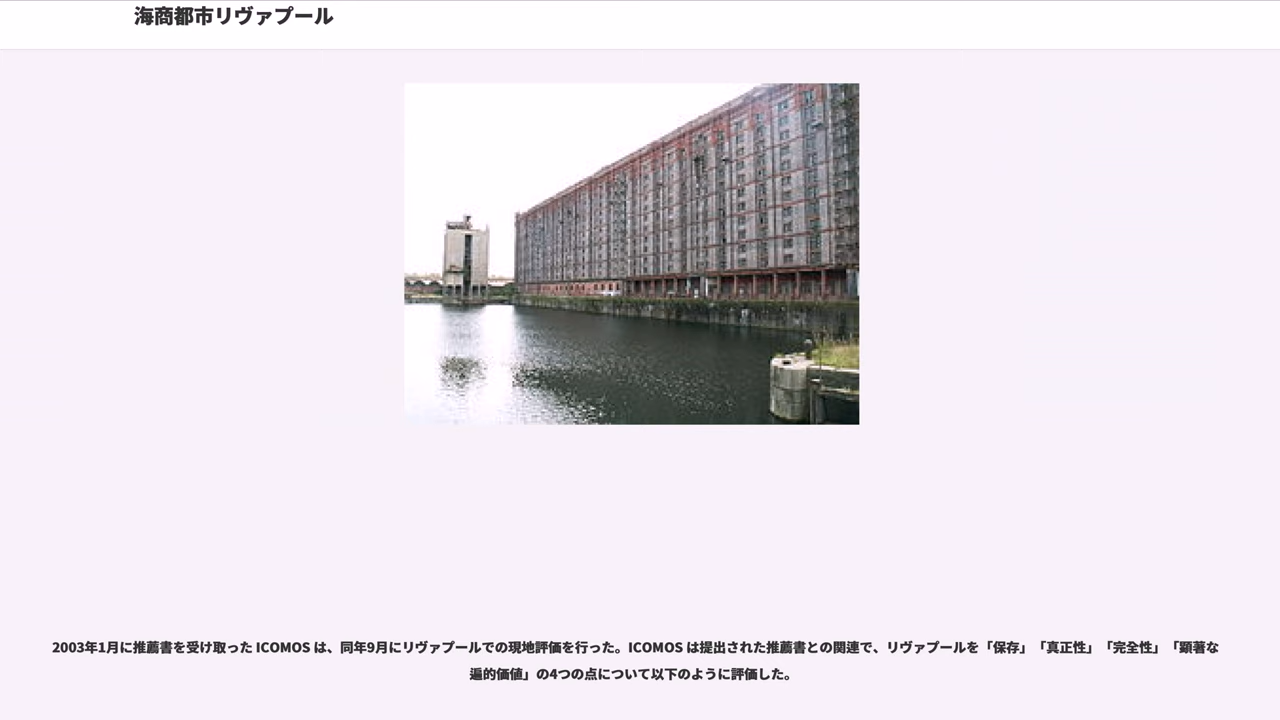 海商都市リヴァプール
2003年1月に推薦書を受け取った ICOMOS は、同年9月にリヴァプールでの現地評価を行った。ICOMOS は提出された推薦書との関連で、リヴァプールを「保存」「真正性」「完全性」「顕著な
遍的価値」の4つの点について以下のように評価した。